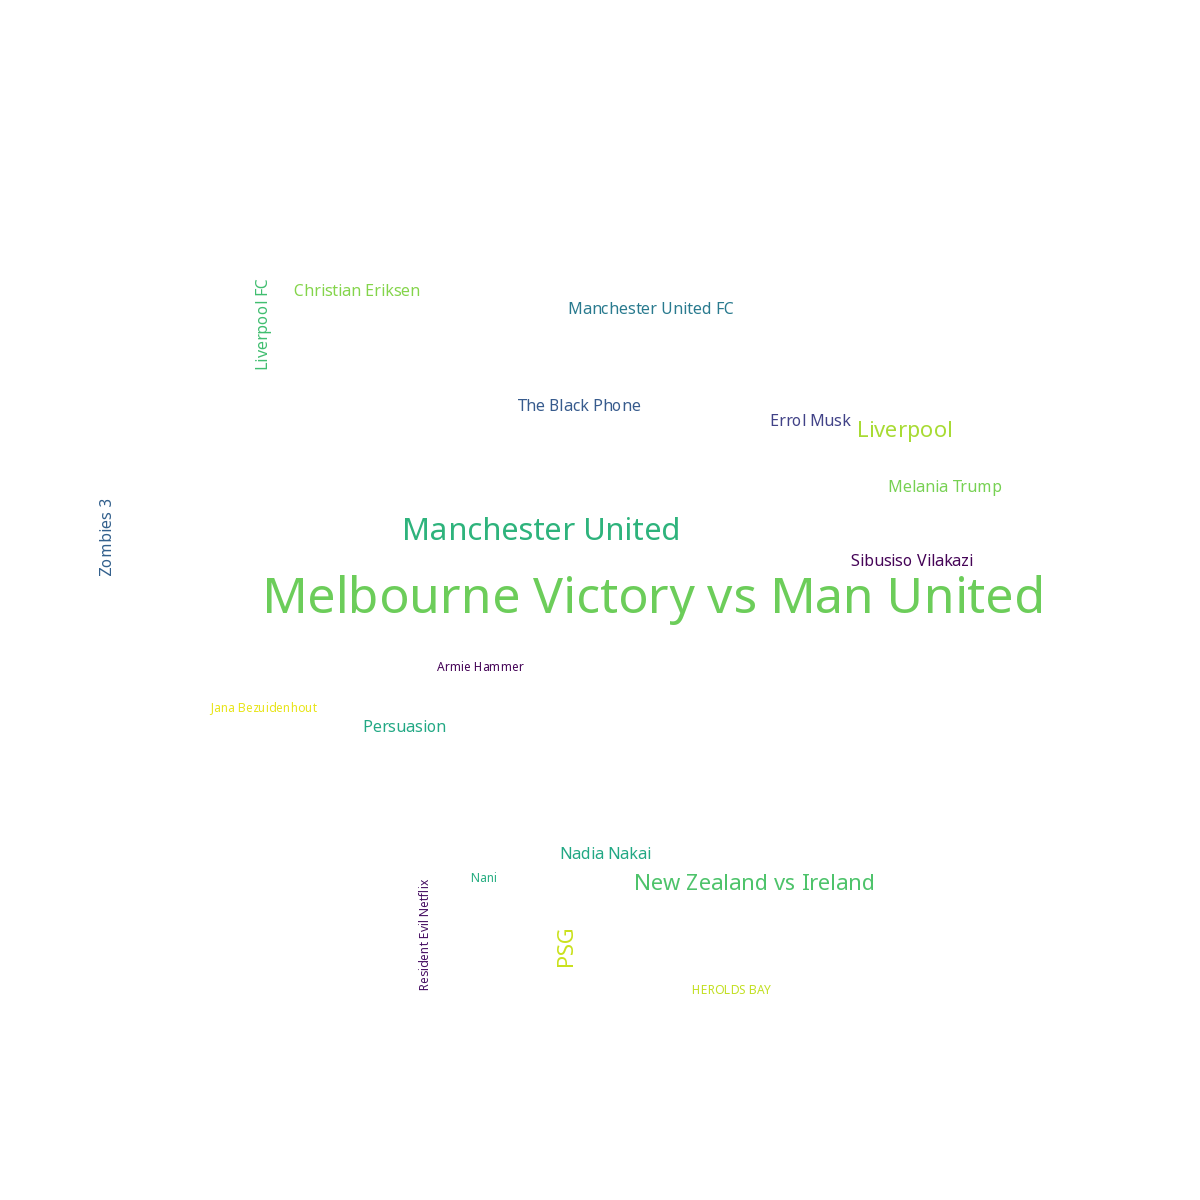 Christian Eriksen
Liverpool FC
Manchester United FC
The Black Phone
Errol Musk
Liverpool
Melania Trump
Manchester United
Zombies 3
Sibusiso Vilakazi
Melbourne Victory vs Man United
Armie Hammer
Jana Bezuidenhout
Persuasion
Nadia Nakai
Nani
New Zealand vs Ireland
Resident Evil Netflix
PSG
HEROLDS BAY